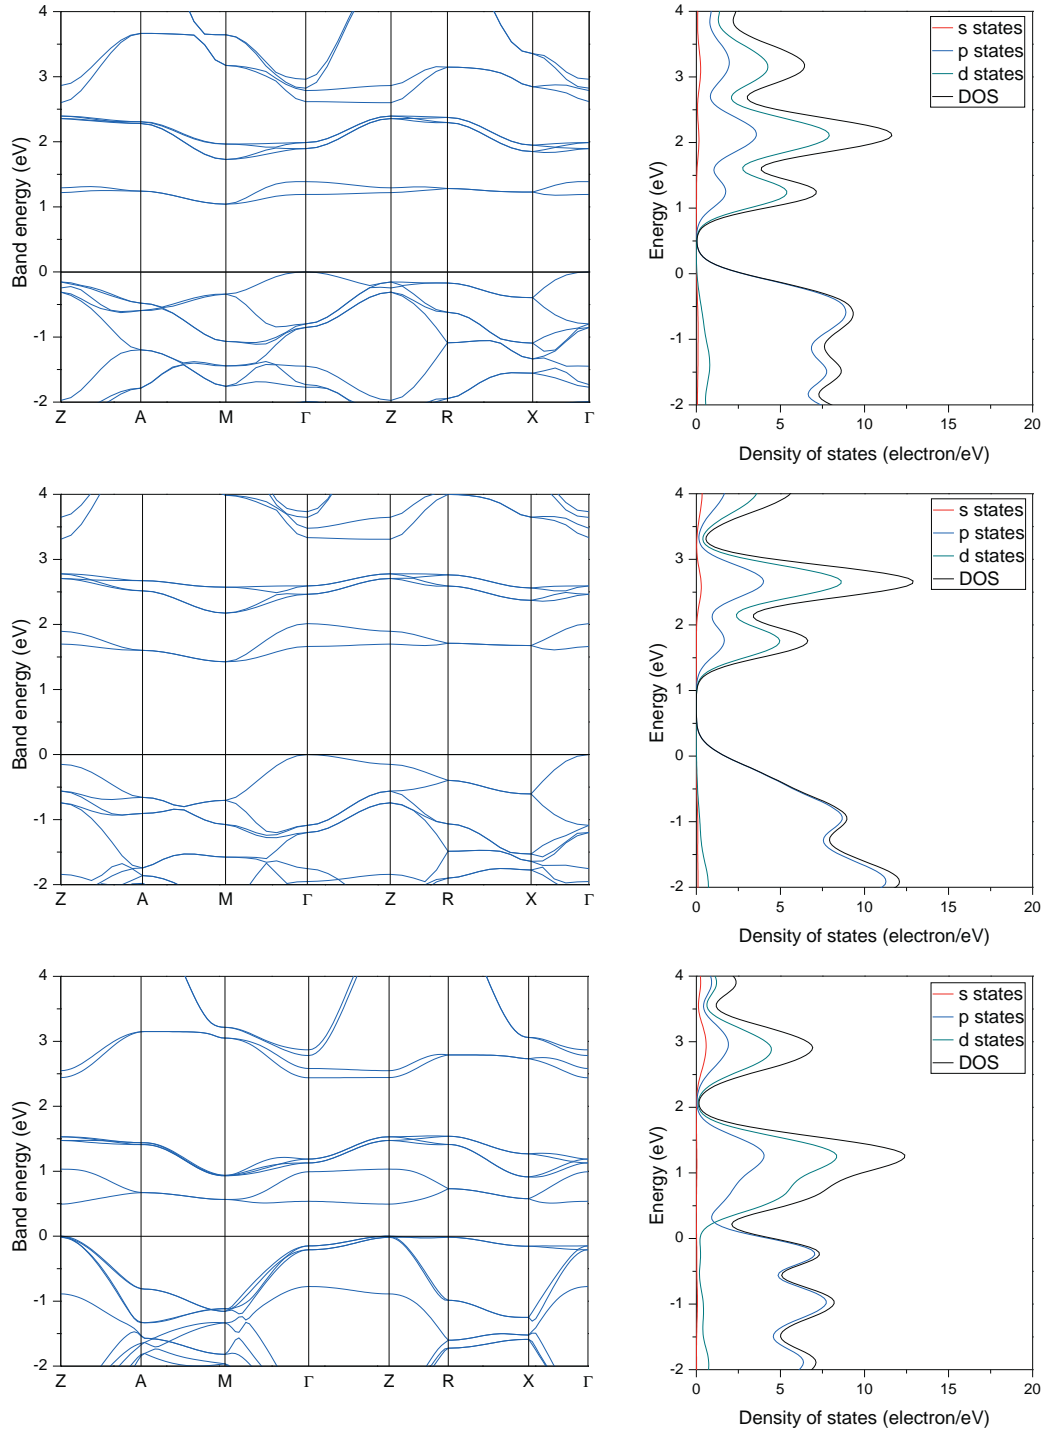 4
3
2
1
0
-1
-2
Band energy (eV)
Z A M Γ Z R X Γ
4
3
2
1
0
-1
-2
Energy (eV)
s states
p states
d states
DOS
0 5 10 15 20
Density of states (electron/eV)
4
3
2
1
0
-1
-2
Band energy (eV)
Z A M Γ Z R X Γ
4
3
2
1
0
-1
-2
Energy (eV)
s states
p states
d states
DOS
0 5 10 15 20
Density of states (electron/eV)
4
3
2
1
0
-1
-2
Band energy (eV)
Z A M Γ Z R X Γ
4
3
2
1
0
-1
-2
Energy (eV)
s states
p states
d states
DOS
0 5 10 15 20
Density of states (electron/eV)